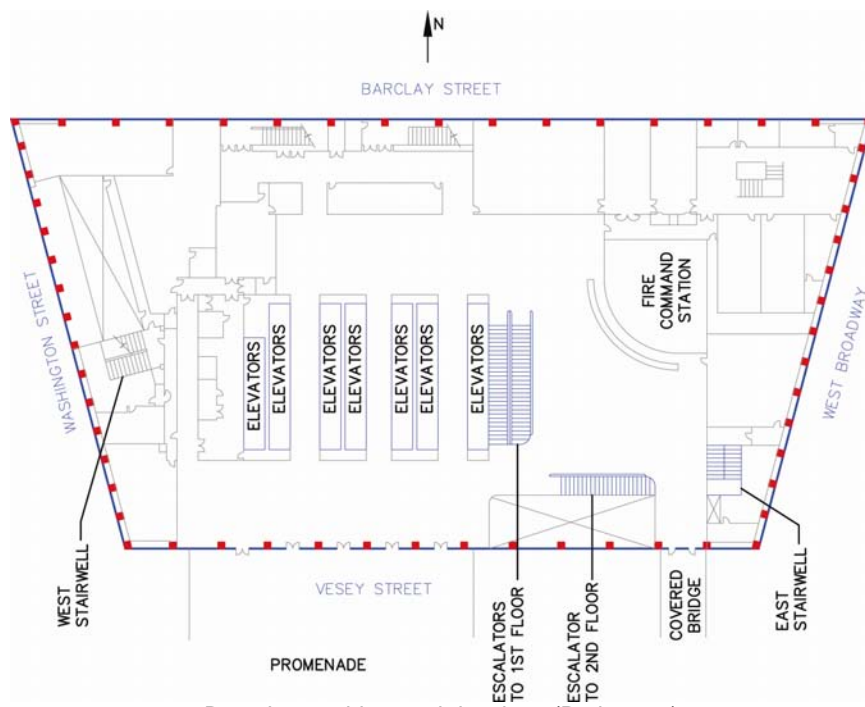 N
BARCLAY STREET
WASHINGTON STREET
FIRE
COMMAND
STATION
WEST BROADWAY
ELEVATORS
ELEVATORS
ELEVATORS
ELEVATORS
ELEVATORS
ELEVATORS
ELEVATORS
WEST
STAIRWELL
VESEY STREET
PROMENADE
ESCALATORS
TO 1ST FLOOR
ESCALATOR
TO 2ND FLOOR
COVERED
BRIDGE
EAST
STAIRWELL